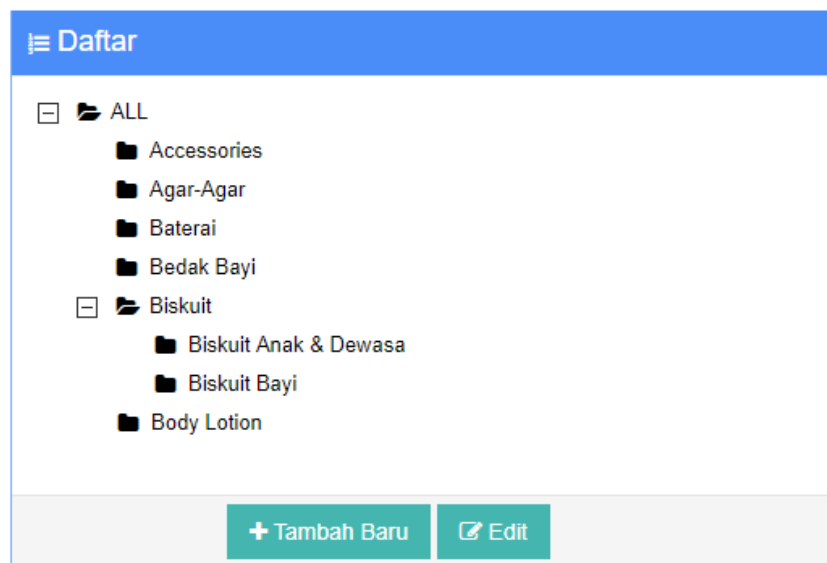 Daftar
ALL
Accessories
Agar-Agar
Baterai
Bedak Bayi
Biskuit
Biskuit Anak & Dewasa
Biskuit Bayi
Body Lotion
Tambah Baru Edit